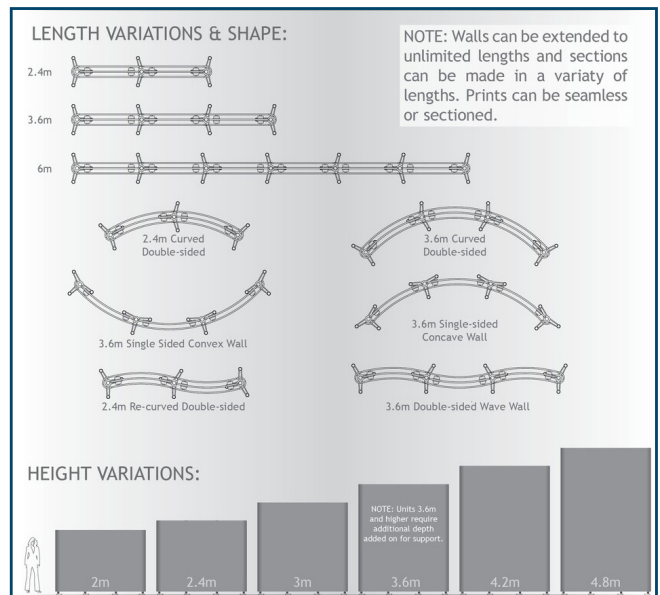 LENGTH VARIATIONS & SHAPE:
NOTE: Walls can be extended to
unlimited lengths and sections
can be made in a variaty of
lengths. Prints can be seamless
or sectioned.
2.4m
3.6m
6m
2.4m Curved
Double-sided
3.6m Curved
Double-sided
3.6m Single Sided Convex Wall
3.6m Single-sided
Concave Wall
2.4m Re-curved Double-sided
3.6m Double-sided Wave Wall
HEIGHT VARIATIONS:
NOTE: Units 3.6m
and higher require
additional depth
added on for support.
2m
2.4m
3m
3.6m
4.2m
4.8m